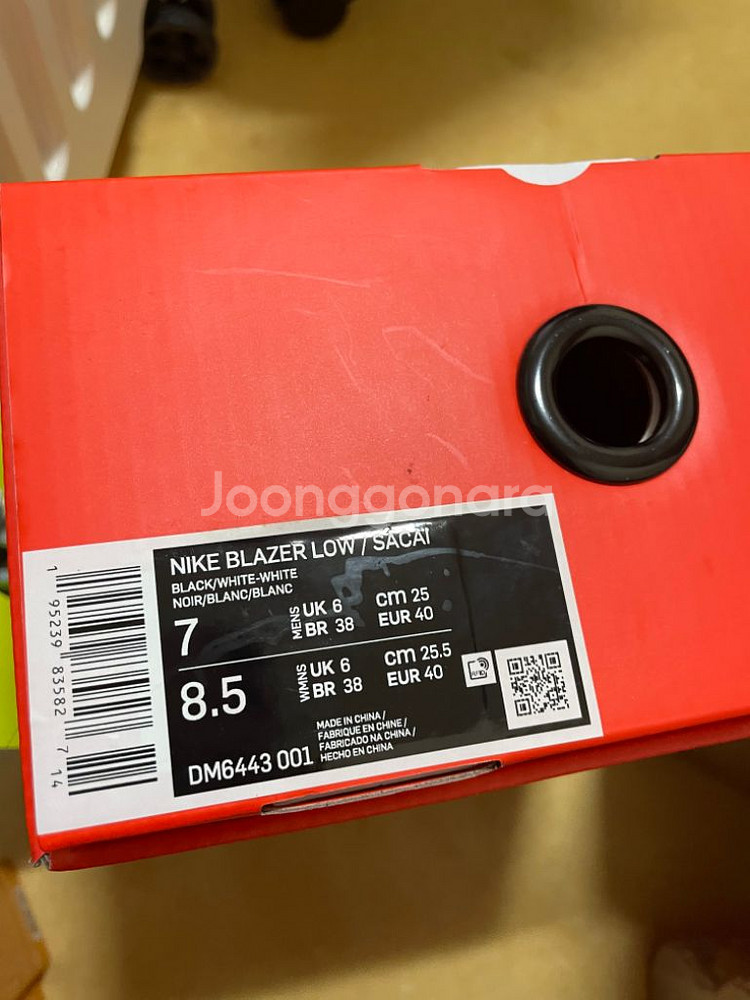 Joonggonara
NIKE BLAZER LOW / SACAI
BLACK/WHITE-WHITE
NOIR/BLANC/BLANC
7
MENS
UK 6
BR 38
cm 25
EUR 40
8.5
WMNS
UK 6
BR 38
cm 25.5
EUR 40
RFID
DM6443 001
MADE IN CHINA /
FABRIQUE EN CHINE /
FABRICADO NA CHINA /
HECHO EN CHINA
1 95239 83582 7 14